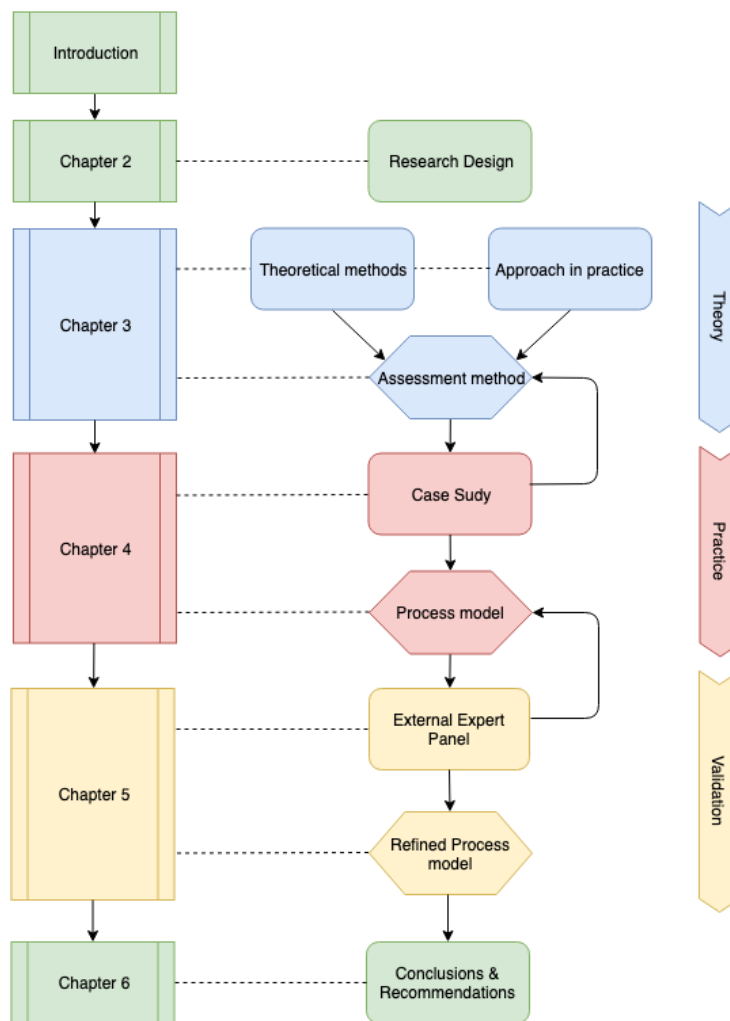 Introduction
Chapter 2
Research Design
Theoretical methods
Approach in practice
Chapter 3
Theory
Assessment method
Case Sudy
Chapter 4
Practice
Process model
External Expert
Panel
Chapter 5
Validation
Refined Process
model
Chapter 6
Conclusions &
Recommendations